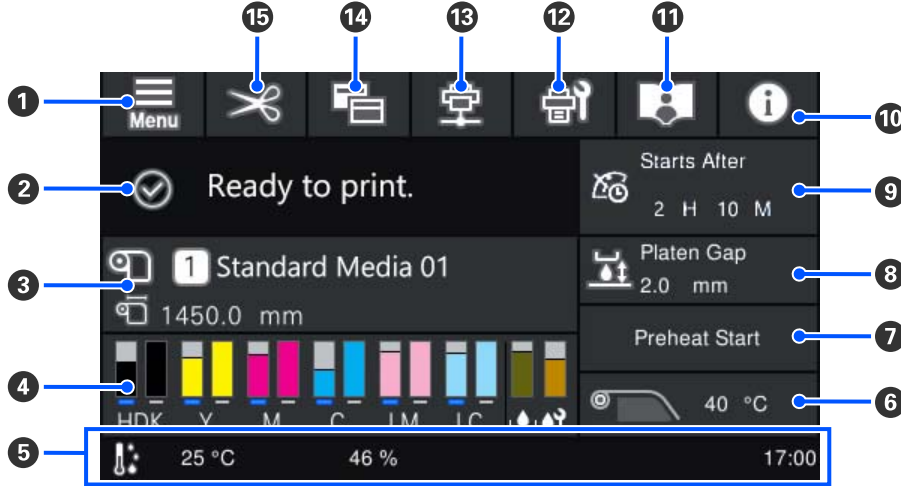 15 14 13 12 11
1 Menu 10
2 Ready to print.
Starts After 9
2 H 10 M
3 1 Standard Media 01
1450.0 mm
Platen Gap 8
2.0 mm
Preheat Start 7
4 HDK Y M C LM LC
40 °C 6
5 25 °C 46 % 17:00